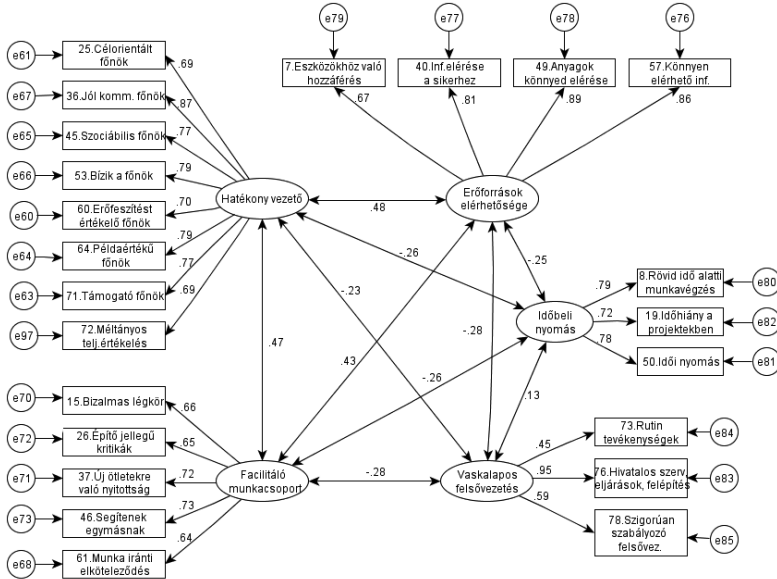 e79
e77
e78
e76
7.Eszközökhöz való
hozzáférés
40.Inf.elérése
a sikerhez
49.Anyagok
könnyed elérése
57.Könnyen
elérhető inf.
.67
.81
.89
.86
e61
25.Célorientált
főnök
.69
e67
36.Jól komm. főnök
.87
e65
45.Szociábilis főnök
.77
e66
53.Bízik a főnök
.79
e60
60.Erőfeszítést
értékelő főnök
.70
e64
64.Példaértékű
főnök
.79
e63
71.Támogató főnök
.77
e97
72.Méltányos
telj.értékelés
.69
Hatékony vezető
.48
Erőforrások
elérhetősége
-.26
-.25
-.23
-.28
.47
.43
-.26
.13
-.28
Időbeli
nyomás
.79
8.Rövid idő alatti
munkavégzés
e80
.72
19.Időhiány a
projektekben
e82
.78
50.Idői nyomás
e81
e70
15.Bizalmas légkör
.66
e72
26.Építő jellegű
kritikák
.65
e71
37.Új ötletekre
való nyitottság
.72
e73
46.Segítenek
egymásnak
.73
e68
61.Munka iránti
elköteleződés
.64
Facilitáló
munkacsoport
Vaskalapos
felsővezetés
.45
73.Rutin
tevékenységek
e84
.95
76.Hivatalos szerv.
eljárások, felépítés
e83
.59
78.Szigorúan
szabályozó
felsővez.
e85